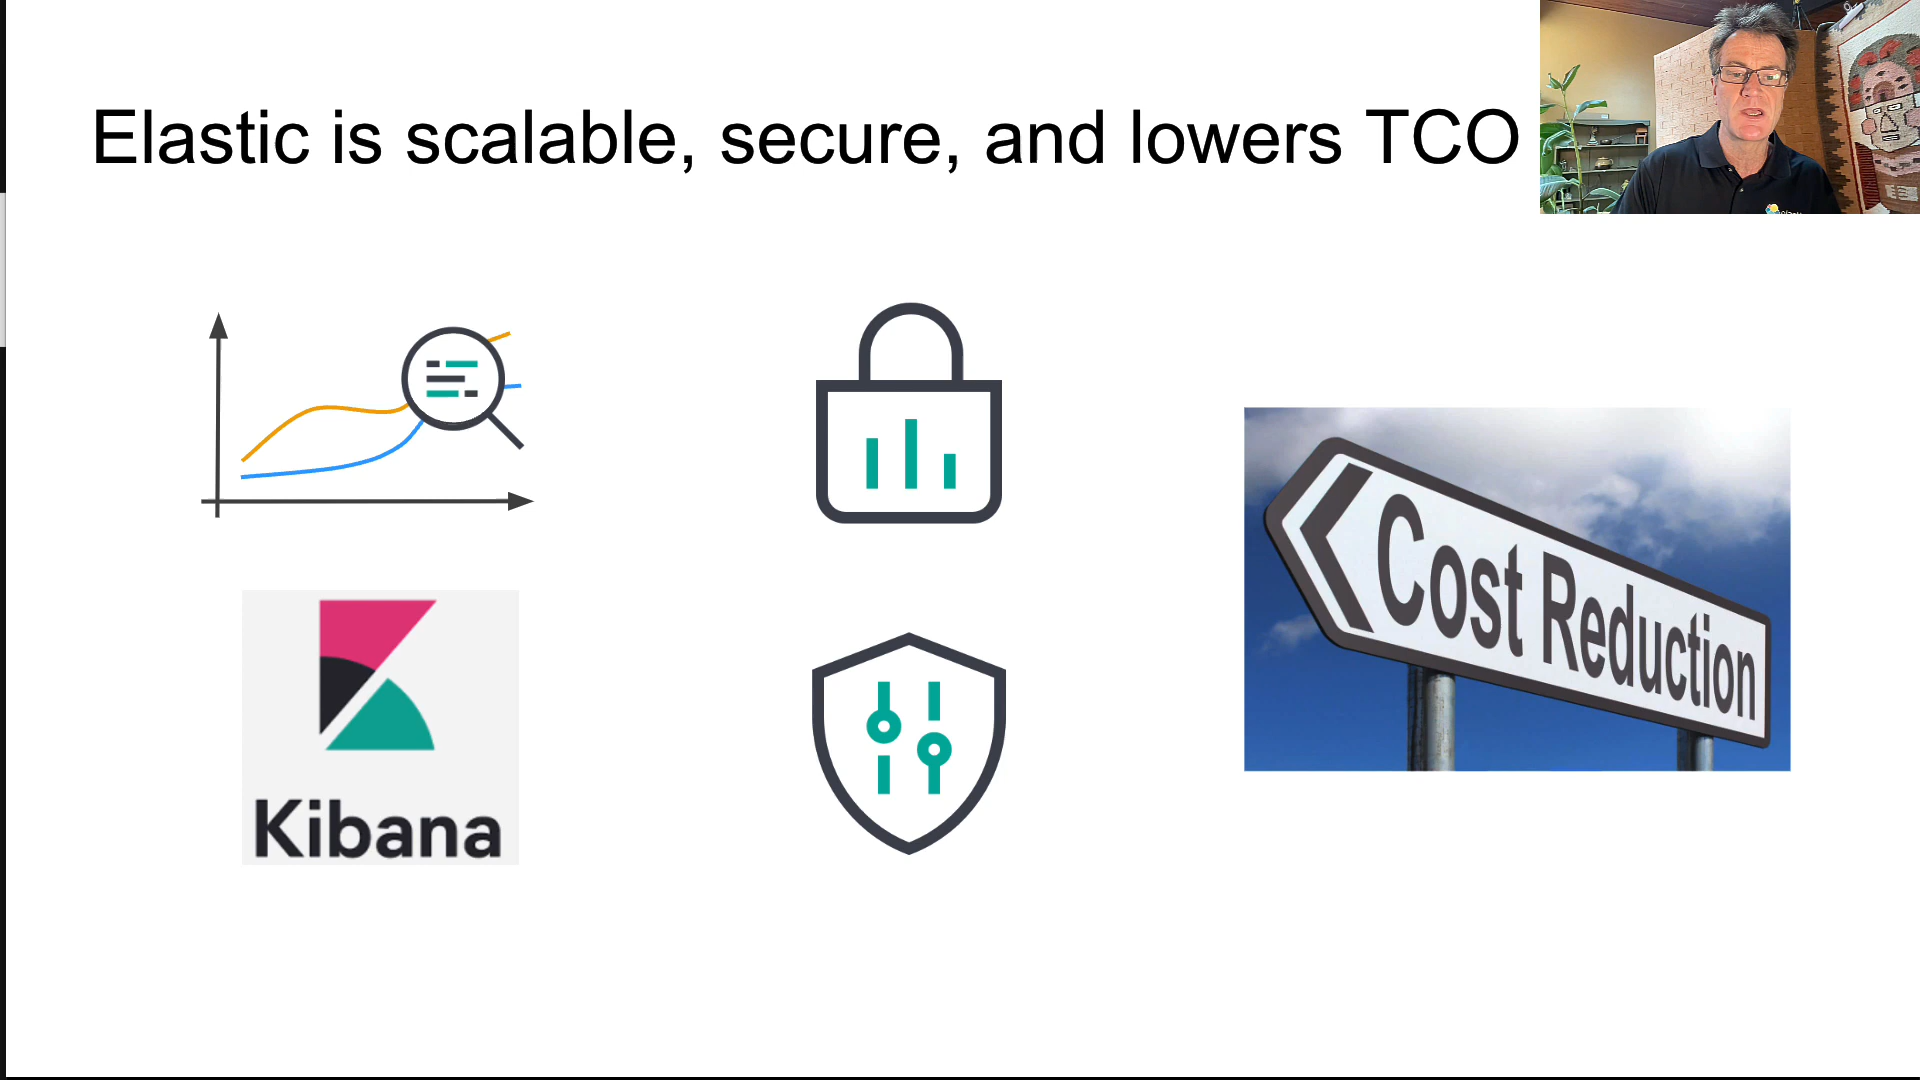 Elastic is scalable, secure, and lowers TCO
Kibana
Cost Reduction